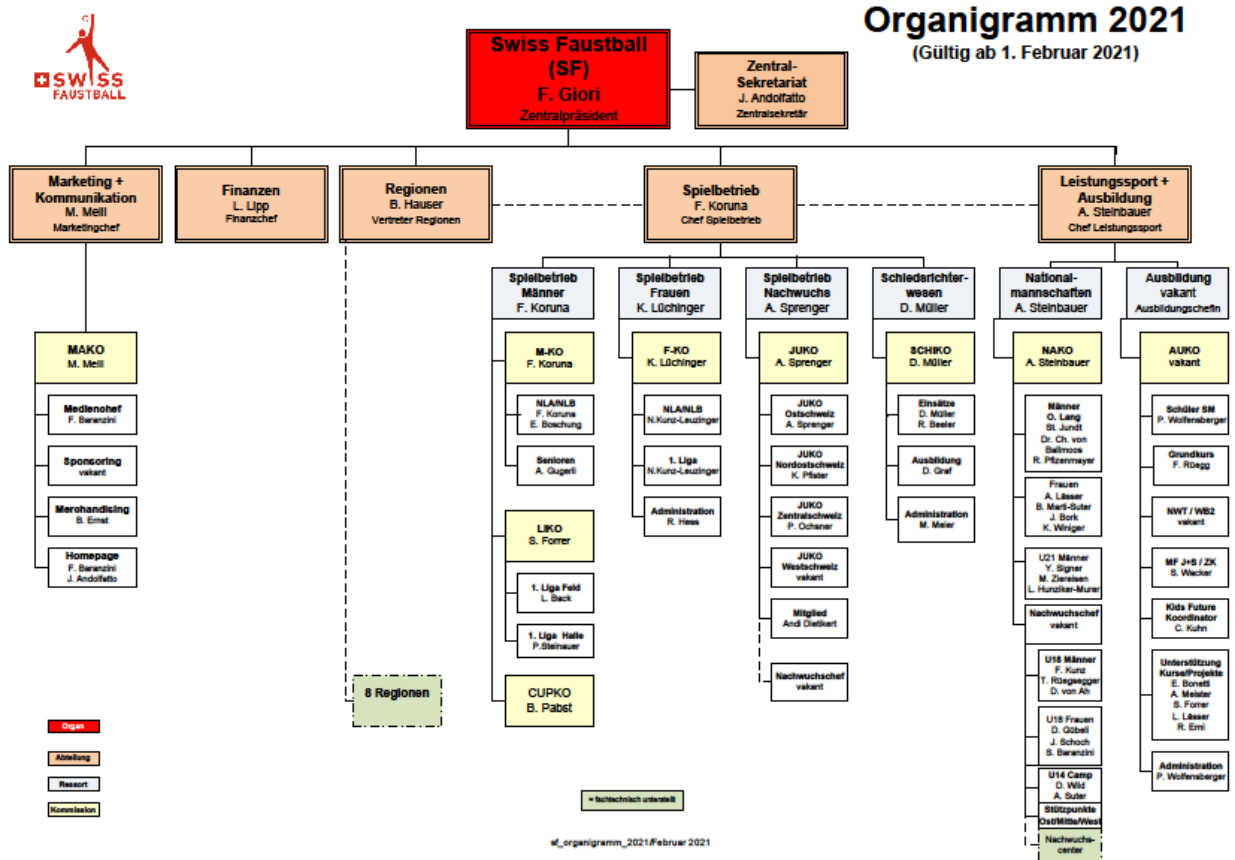 SWISS
FAUSTBALL
Organigramm 2021
(Gültig ab 1. Februar 2021)
Swiss Faustball
(SF)
F. Giori
Zentralpräsident
Zentral-
Sekretariat
J. Andolfatto
Zentralsekretär
Marketing +
Kommunikation
M. Meili
Marketingchef
Finanzen
L. Lipp
Finanzchef
Regionen
B. Hauser
Vertreter Regionen
Spielbetrieb
F. Koruna
Chef Spielbetrieb
Leistungssport +
Ausbildung
A. Steinbauer
Chef Leistungssport
Spielbetrieb
Männer
F. Koruna
Spielbetrieb
Frauen
K. Lüchinger
Spielbetrieb
Nachwuchs
A. Sprenger
Schiedsrichter-
wesen
D. Müller
National-
mannschaften
A. Steinbauer
Ausbildung
vakant
Ausbildungschefin
MAKO
M. Meili
Medienchef
F. Baranzini
Sponsoring
vakant
Merchandising
B. Ernst
Homepage
F. Baranzini
J. Andolfatto
8 Regionen
M-KO
F. Koruna
NLA/NLB
F. Koruna
E. Boschung
Senioren
A. Gugerli
LIKO
S. Forrer
1. Liga Feld
L. Back
1. Liga Halle
P.Steinauer
CUPKO
B. Pabst
F-KO
K. Lüchinger
NLA/NLB
N.Kunz-Leuzinger
1. Liga
N.Kunz-Leuzinger
Administration
R. Hess
JUKO
A. Sprenger
JUKO
Ostschweiz
A. Sprenger
JUKO
Nordostschweiz
K. Pfister
JUKO
Zentralschweiz
P. Ochsner
JUKO
Westschweiz
vakant
Mitglied
Andi Dietikert
Nachwuchschef
vakant
SCHIKO
D. Müller
Einsätze
D. Müller
R. Beeler
Ausbildung
D. Graf
Administration
M. Meier
NAKO
A. Steinbauer
Männer
O. Lang
St. Jundt
Dr. Ch. von
Ballmoos
R. Pfizenmayer
Frauen
A. Lässer
B. Marti-Suter
J. Bork
K. Winiger
U21 Männer
Y. Signer
M. Ziereisen
L. Hunziker-Murer
Nachwuchschef
vakant
U18 Männer
F. Kunz
T. Rüegsegger
D. von Ah
U18 Frauen
D. Gübeli
J. Schoch
S. Baranzini
U14 Camp
D. Wild
A. Suter
Stützpunkte
Ost/Mitte/West
Nachwuchs-
center
AUKO
vakant
Schüler SM
P. Wolfensberger
Grundkurs
F. Rüegg
NWT / WB2
vakant
MF J+S / ZK
S. Wacker
Kids Future
Koordinator
C. Kuhn
Unterstützung
Kurse/Projekte
E. Bonetti
A. Meister
S. Forrer
L. Lässer
R. Erni
Administration
P. Wolfensberger
Organ
Abteilung
Ressort
Kommission
= fachtechnisch unterstellt
sf_organigramm_2021/Februar 2021